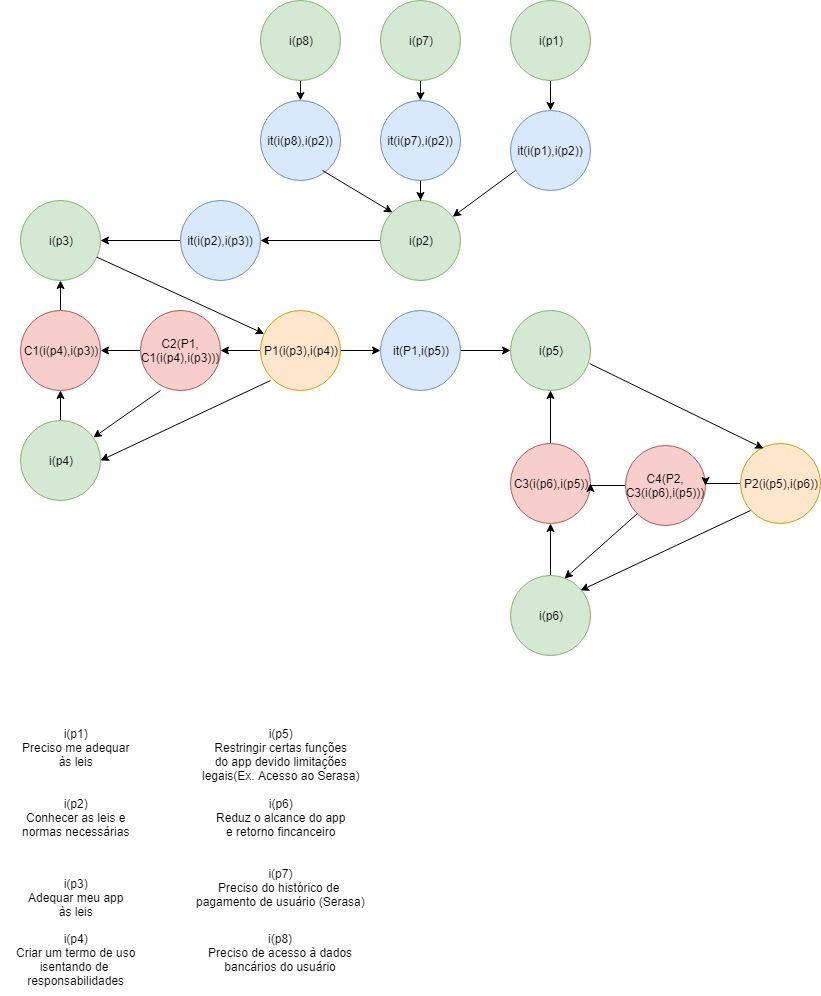 i(p8)
i(p7)
i(p1)
it(i(p8),i(p2))
it(i(p7),i(p2))
it(i(p1),i(p2))
i(p3)
it(i(p2),i(p3))
i(p2)
C1(i(p4),i(p3))
C2(P1,
C1(i(p4),i(p3)))
P1(i(p3),i(p4))
it(P1,i(p5))
i(p5)
i(p4)
C3(i(p6),i(p5))
C4(P2,
C3(i(p6),i(p5)))
P2(i(p5),i(p6))
i(p6)
i(p1)
Preciso me adequar
às leis
i(p5)
Restringir certas funções
do app devido limitações
legais(Ex. Acesso ao Serasa)
i(p2)
Conhecer as leis e
normas necessárias
i(p6)
Reduz o alcance do app
e retorno fincanceiro
i(p3)
Adequar meu app
às leis
i(p7)
Preciso do histórico de
pagamento de usuário (Serasa)
i(p4)
Criar um termo de uso
isentando de
responsabilidades
i(p8)
Preciso de acesso à dados
bancários do usuário